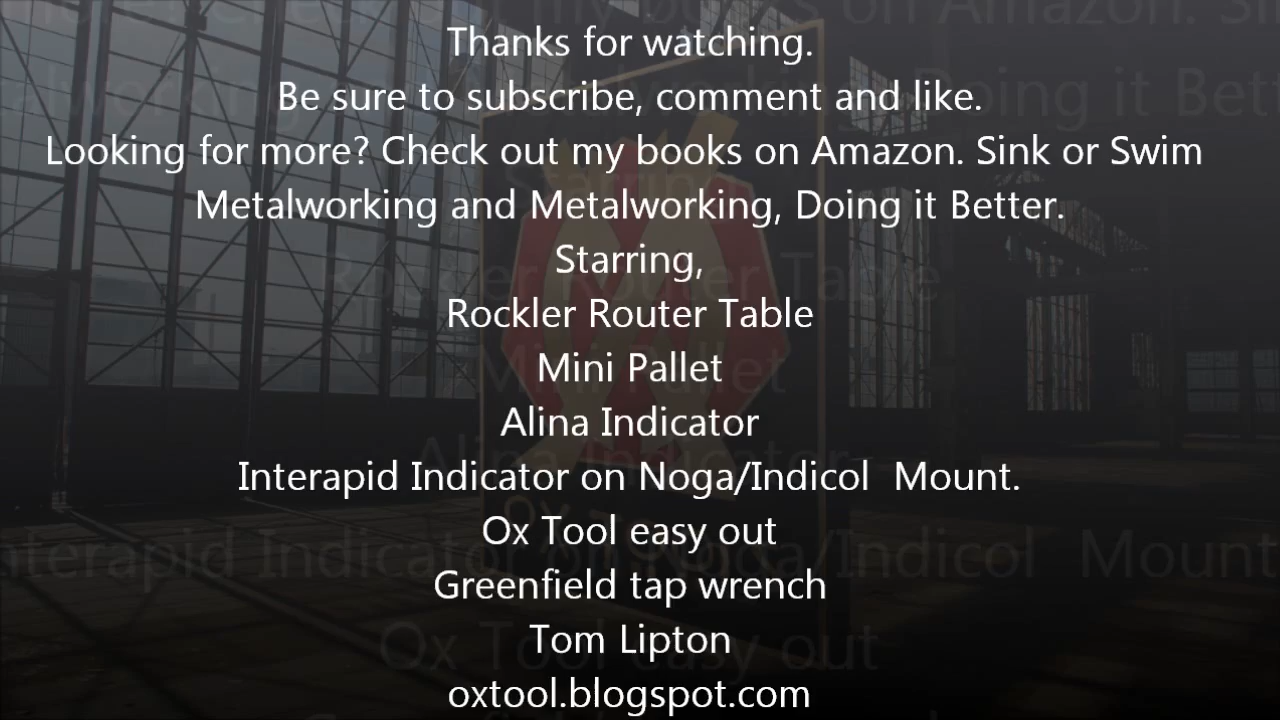 Thanks for watching.
Be sure to subscribe, comment and like.
Looking for more? Check out my books on Amazon. Sink or Swim
Metalworking and Metalworking, Doing it Better.
Starring,
Rockler Router Table
Mini Pallet
Alina Indicator
Interapid Indicator on Noga/Indicol  Mount.
Ox Tool easy out
Greenfield tap wrench
Tom Lipton
oxtool.blogspot.com